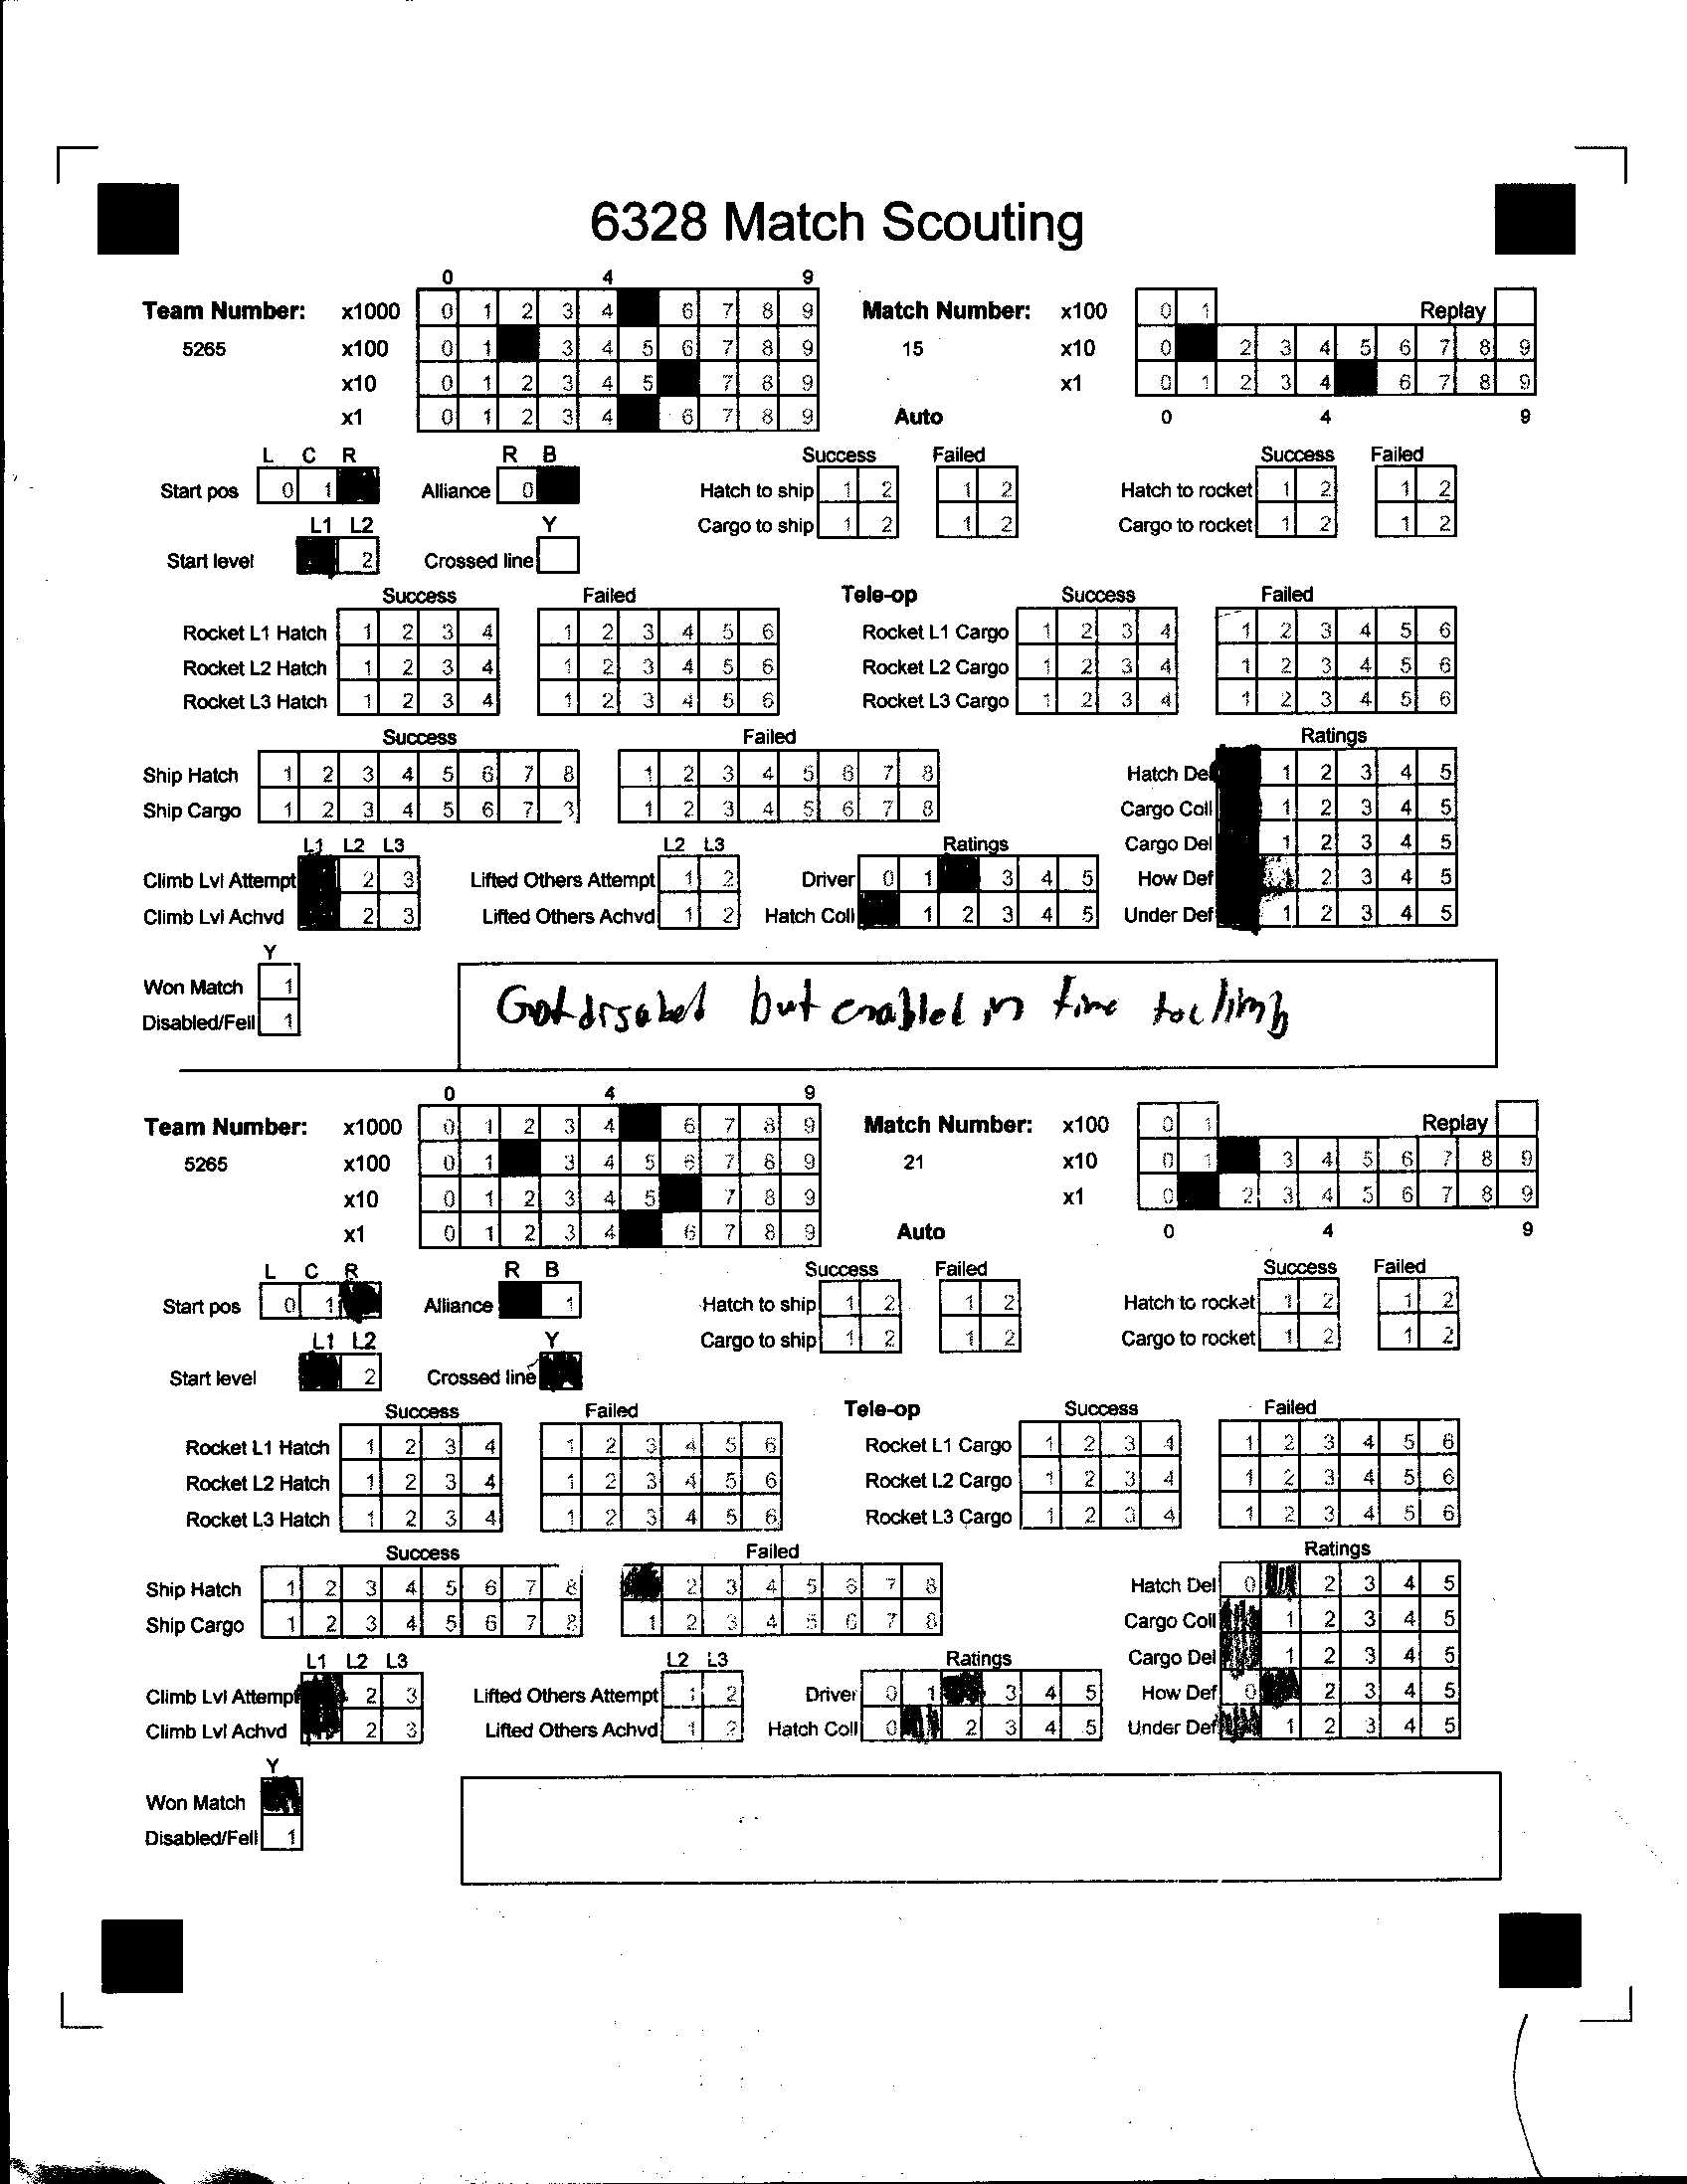 6328 Match Scouting
0 4 9
Team Number: x1000 0 1 2 3 4 6 7 8 9 Match Number: x100 0 1 Replay
5265 x100 0 1 3 4 5 6 7 8 9 15 x10 0 2 3 4 5 6 7 8 9
x10 0 1 2 3 4 5 7 8 9 x1 0 1 2 3 4 6 7 8 9
x1 0 1 2 3 4 6 7 8 9 Auto 0 4 9
L C R R B Success Failed Success Failed
Start pos 0 1 Alliance 0 Hatch to ship 1 2 1 2 Hatch to rocket 1 2 1 2
L1 L2 Y Cargo to ship 1 2 1 2 Cargo to rocket 1 2 1 2
Start level 2 Crossed line
Success Failed Tele-op Success Failed
Rocket L1 Hatch 1 2 3 4 1 2 3 4 5 6 Rocket L1 Cargo 1 2 3 4 1 2 3 4 5 6
Rocket L2 Hatch 1 2 3 4 1 2 3 4 5 6 Rocket L2 Cargo 1 2 3 4 1 2 3 4 5 6
Rocket L3 Hatch 1 2 3 4 1 2 3 4 5 6 Rocket L3 Cargo 1 2 3 4 1 2 3 4 5 6
Success Failed Ratings
Ship Hatch 1 2 3 4 5 6 7 8 1 2 3 4 5 6 7 8 Hatch Del 1 2 3 4 5
Ship Cargo 1 2 3 4 5 6 7 8 1 2 3 4 5 6 7 8 Cargo Coll 1 2 3 4 5
L1 L2 L3 L2 L3 Ratings Cargo Del 1 2 3 4 5
Climb Lvl Attempt 2 3 Lifted Others Attempt 1 2 Driver 0 1 3 4 5 How Def 2 3 4 5
Climb Lvl Achvd 2 3 Lifted Others Achvd 1 2 Hatch Coll 1 2 3 4 5 Under Def 1 2 3 4 5
Y
Won Match 1
Disabled/Fell 1
Got disabed but enabled in time to climb
0 4 9
Team Number: x1000 0 1 2 3 4 6 7 8 9 Match Number: x100 0 1 Replay
5265 x100 0 1 3 4 5 6 7 8 9 21 x10 0 1 3 4 5 6 7 8 9
x10 0 1 2 3 4 5 7 8 9 x1 0 2 3 4 5 6 7 8 9
x1 0 1 2 3 4 6 7 8 9 Auto 0 4 9
L C R R B Success Failed Success Failed
Start pos 0 1 Alliance 1 Hatch to ship 1 2 1 2 Hatch to rocket 1 2 1 2
L1 L2 Y Cargo to ship 1 2 1 2 Cargo to rocket 1 2 1 2
Start level 2 Crossed line
Success Failed Tele-op Success Failed
Rocket L1 Hatch 1 2 3 4 1 2 3 4 5 6 Rocket L1 Cargo 1 2 3 4 1 2 3 4 5 6
Rocket L2 Hatch 1 2 3 4 1 2 3 4 5 6 Rocket L2 Cargo 1 2 3 4 1 2 3 4 5 6
Rocket L3 Hatch 1 2 3 4 1 2 3 4 5 6 Rocket L3 Cargo 1 2 3 4 1 2 3 4 5 6
Success Failed Ratings
Ship Hatch 1 2 3 4 5 6 7 8 2 3 4 5 6 7 8 Hatch Del 0 2 3 4 5
Ship Cargo 1 2 3 4 5 6 7 8 1 2 3 4 5 6 7 8 Cargo Coll 1 2 3 4 5
L1 L2 L3 L2 L3 Ratings Cargo Del 1 2 3 4 5
Climb Lvl Attempt 2 3 Lifted Others Attempt 1 2 Driver 0 1 3 4 5 How Def 0 2 3 4 5
Climb Lvl Achvd 2 3 Lifted Others Achvd 1 2 Hatch Coll 0 2 3 4 5 Under Def 1 2 3 4 5
Y
Won Match
Disabled/Fell 1